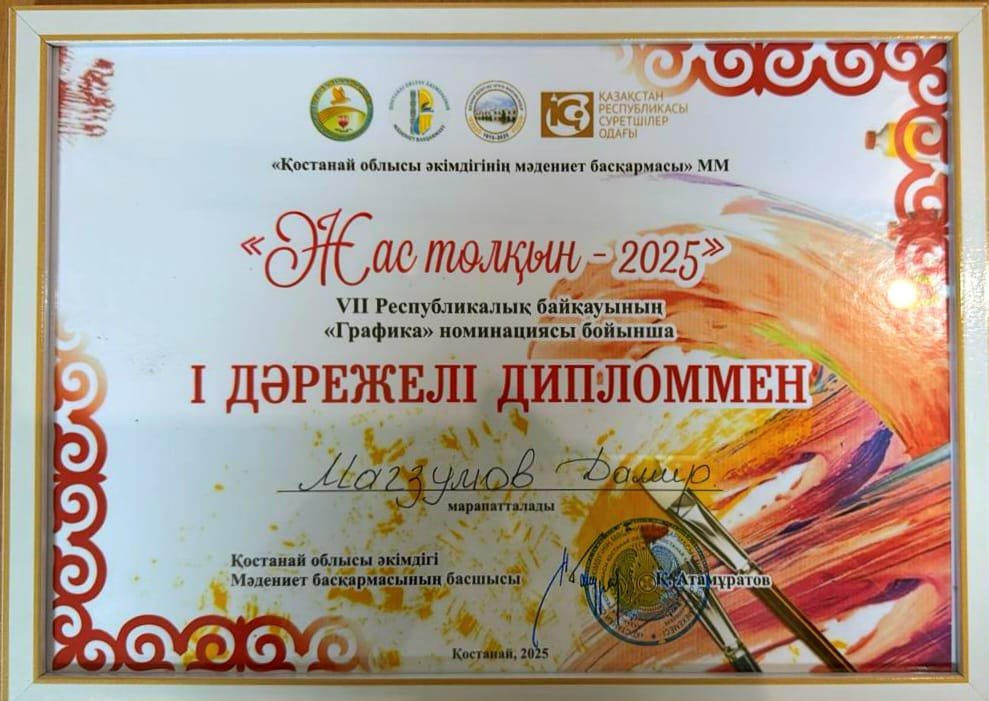 ҚАЗАҚСТАН
РЕСПУБЛИКАСЫ
СУРЕТШІЛЕР
ОДАҒЫ
«Қостанай облысы әкімдігінің мәдениет басқармасы» ММ
«Жас толқын - 2025»
VII Республикалық байқауының
«Графика» номинациясы бойынша
І ДӘРЕЖЕЛІ ДИПЛОММЕН
Магзумов Дамир
марапатталады
Қостанай облысы әкімдігі
Мәдениет басқармасының басшысы
Қ. Атамұратов
Қостанай, 2025